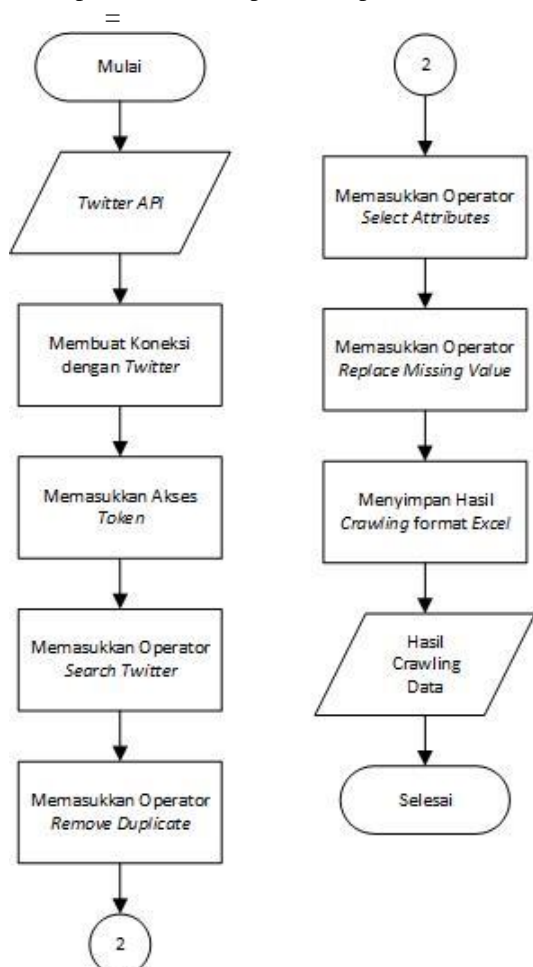 =
Mulai
Twitter API
Membuat Koneksi
dengan Twitter
Memasukkan Akses
Token
Memasukkan Operator
Search Twitter
Memasukkan Operator
Remove Duplicate
2
2
Memasukkan Operator
Select Attributes
Memasukkan Operator
Replace Missing Value
Menyimpan Hasil
Crawling format Excel
Hasil
Crawling
Data
Selesai